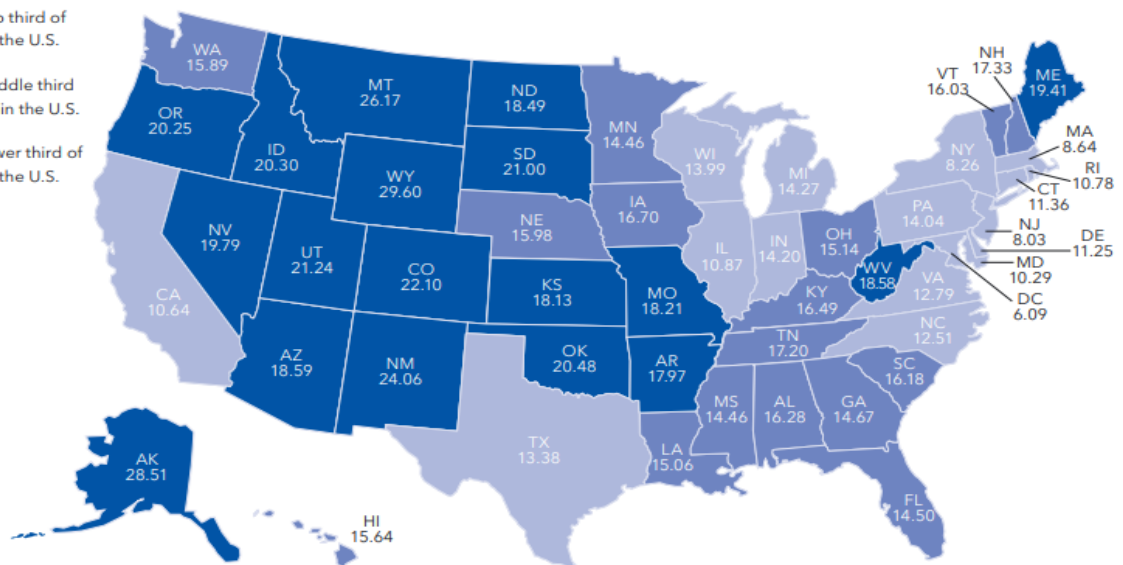 third of
the U.S.
ddle third
in the U.S.
wer third of
the U.S.
WA
15.89
MT
26.17
ND
18.49
OR
20.25
ID
20.30
SD
21.00
WY
29.60
MN
14.46
WI
13.99
MI
14.27
NH
17.33
VT
16.03
ME
19.41
NY
8.26
MA
8.64
RI
10.78
CT
11.36
NV
19.79
UT
21.24
CO
22.10
NE
15.98
IA
16.70
IL
10.87
IN
14.20
OH
15.14
PA
14.04
NJ
8.03
DE
11.25
MD
10.29
DC
6.09
CA
10.64
KS
18.13
MO
18.21
KY
16.49
WV
18.58
VA
12.79
NC
12.51
TN
17.20
SC
16.18
AZ
18.59
NM
24.06
OK
20.48
AR
17.97
MS
14.46
AL
16.28
GA
14.67
TX
13.38
LA
15.06
FL
14.50
AK
28.51
HI
15.64